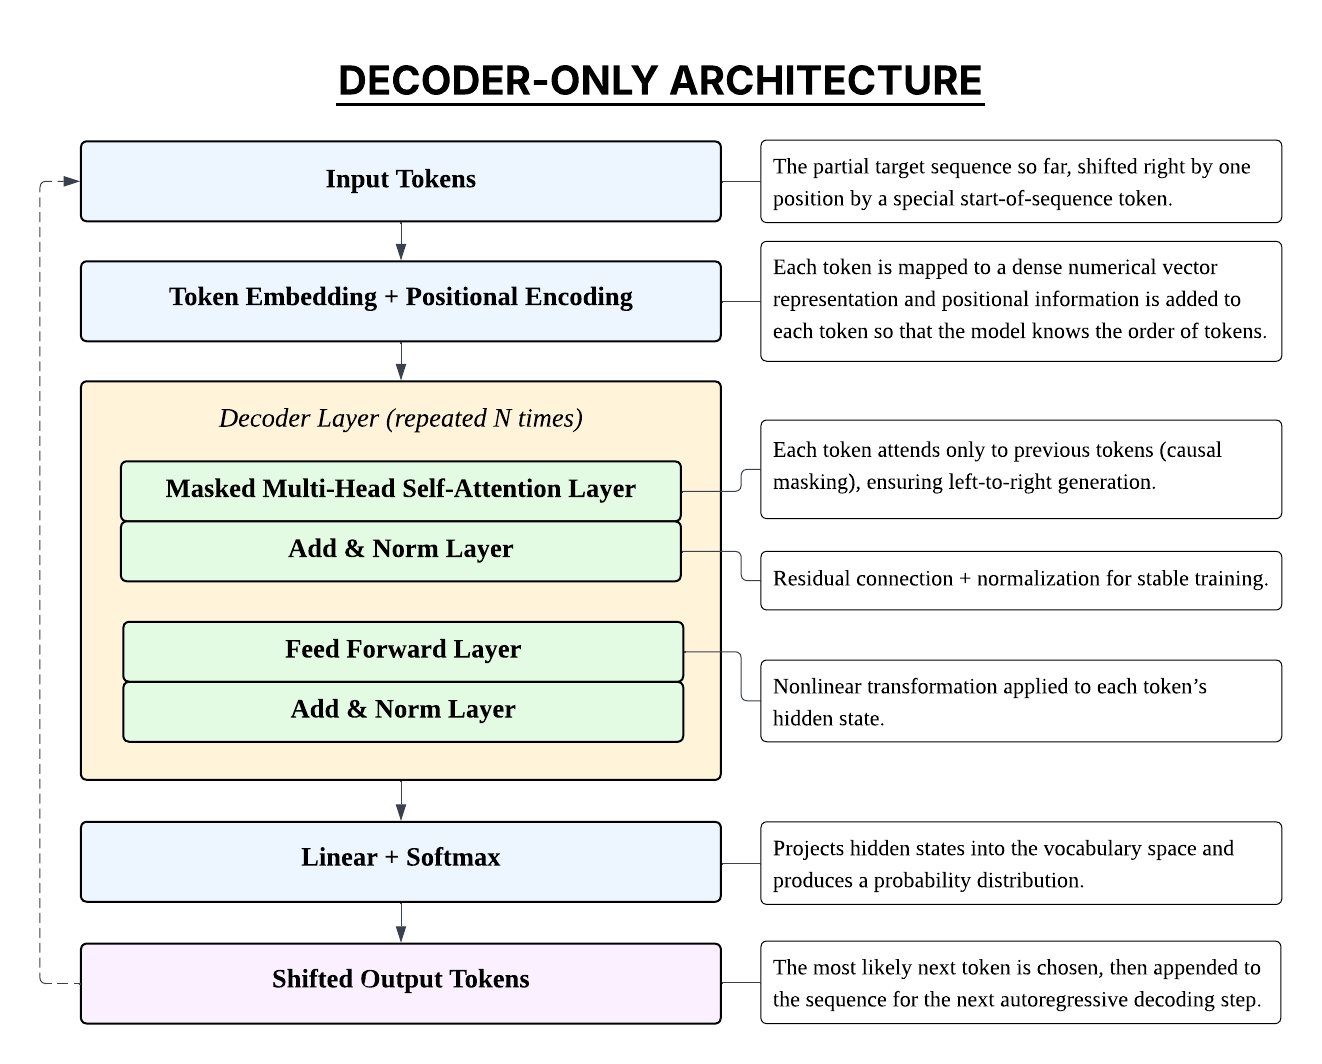 DECODER-ONLY ARCHITECTURE
Input Tokens
The partial target sequence so far, shifted right by one
position by a special start-of-sequence token.
Token Embedding + Positional Encoding
Each token is mapped to a dense numerical vector
representation and positional information is added to
each token so that the model knows the order of tokens.
Decoder Layer (repeated N times)
Masked Multi-Head Self-Attention Layer
Each token attends only to previous tokens (causal
masking), ensuring left-to-right generation.
Add & Norm Layer
Residual connection + normalization for stable training.
Feed Forward Layer
Nonlinear transformation applied to each token’s
hidden state.
Add & Norm Layer
Linear + Softmax
Projects hidden states into the vocabulary space and
produces a probability distribution.
Shifted Output Tokens
The most likely next token is chosen, then appended to
the sequence for the next autoregressive decoding step.